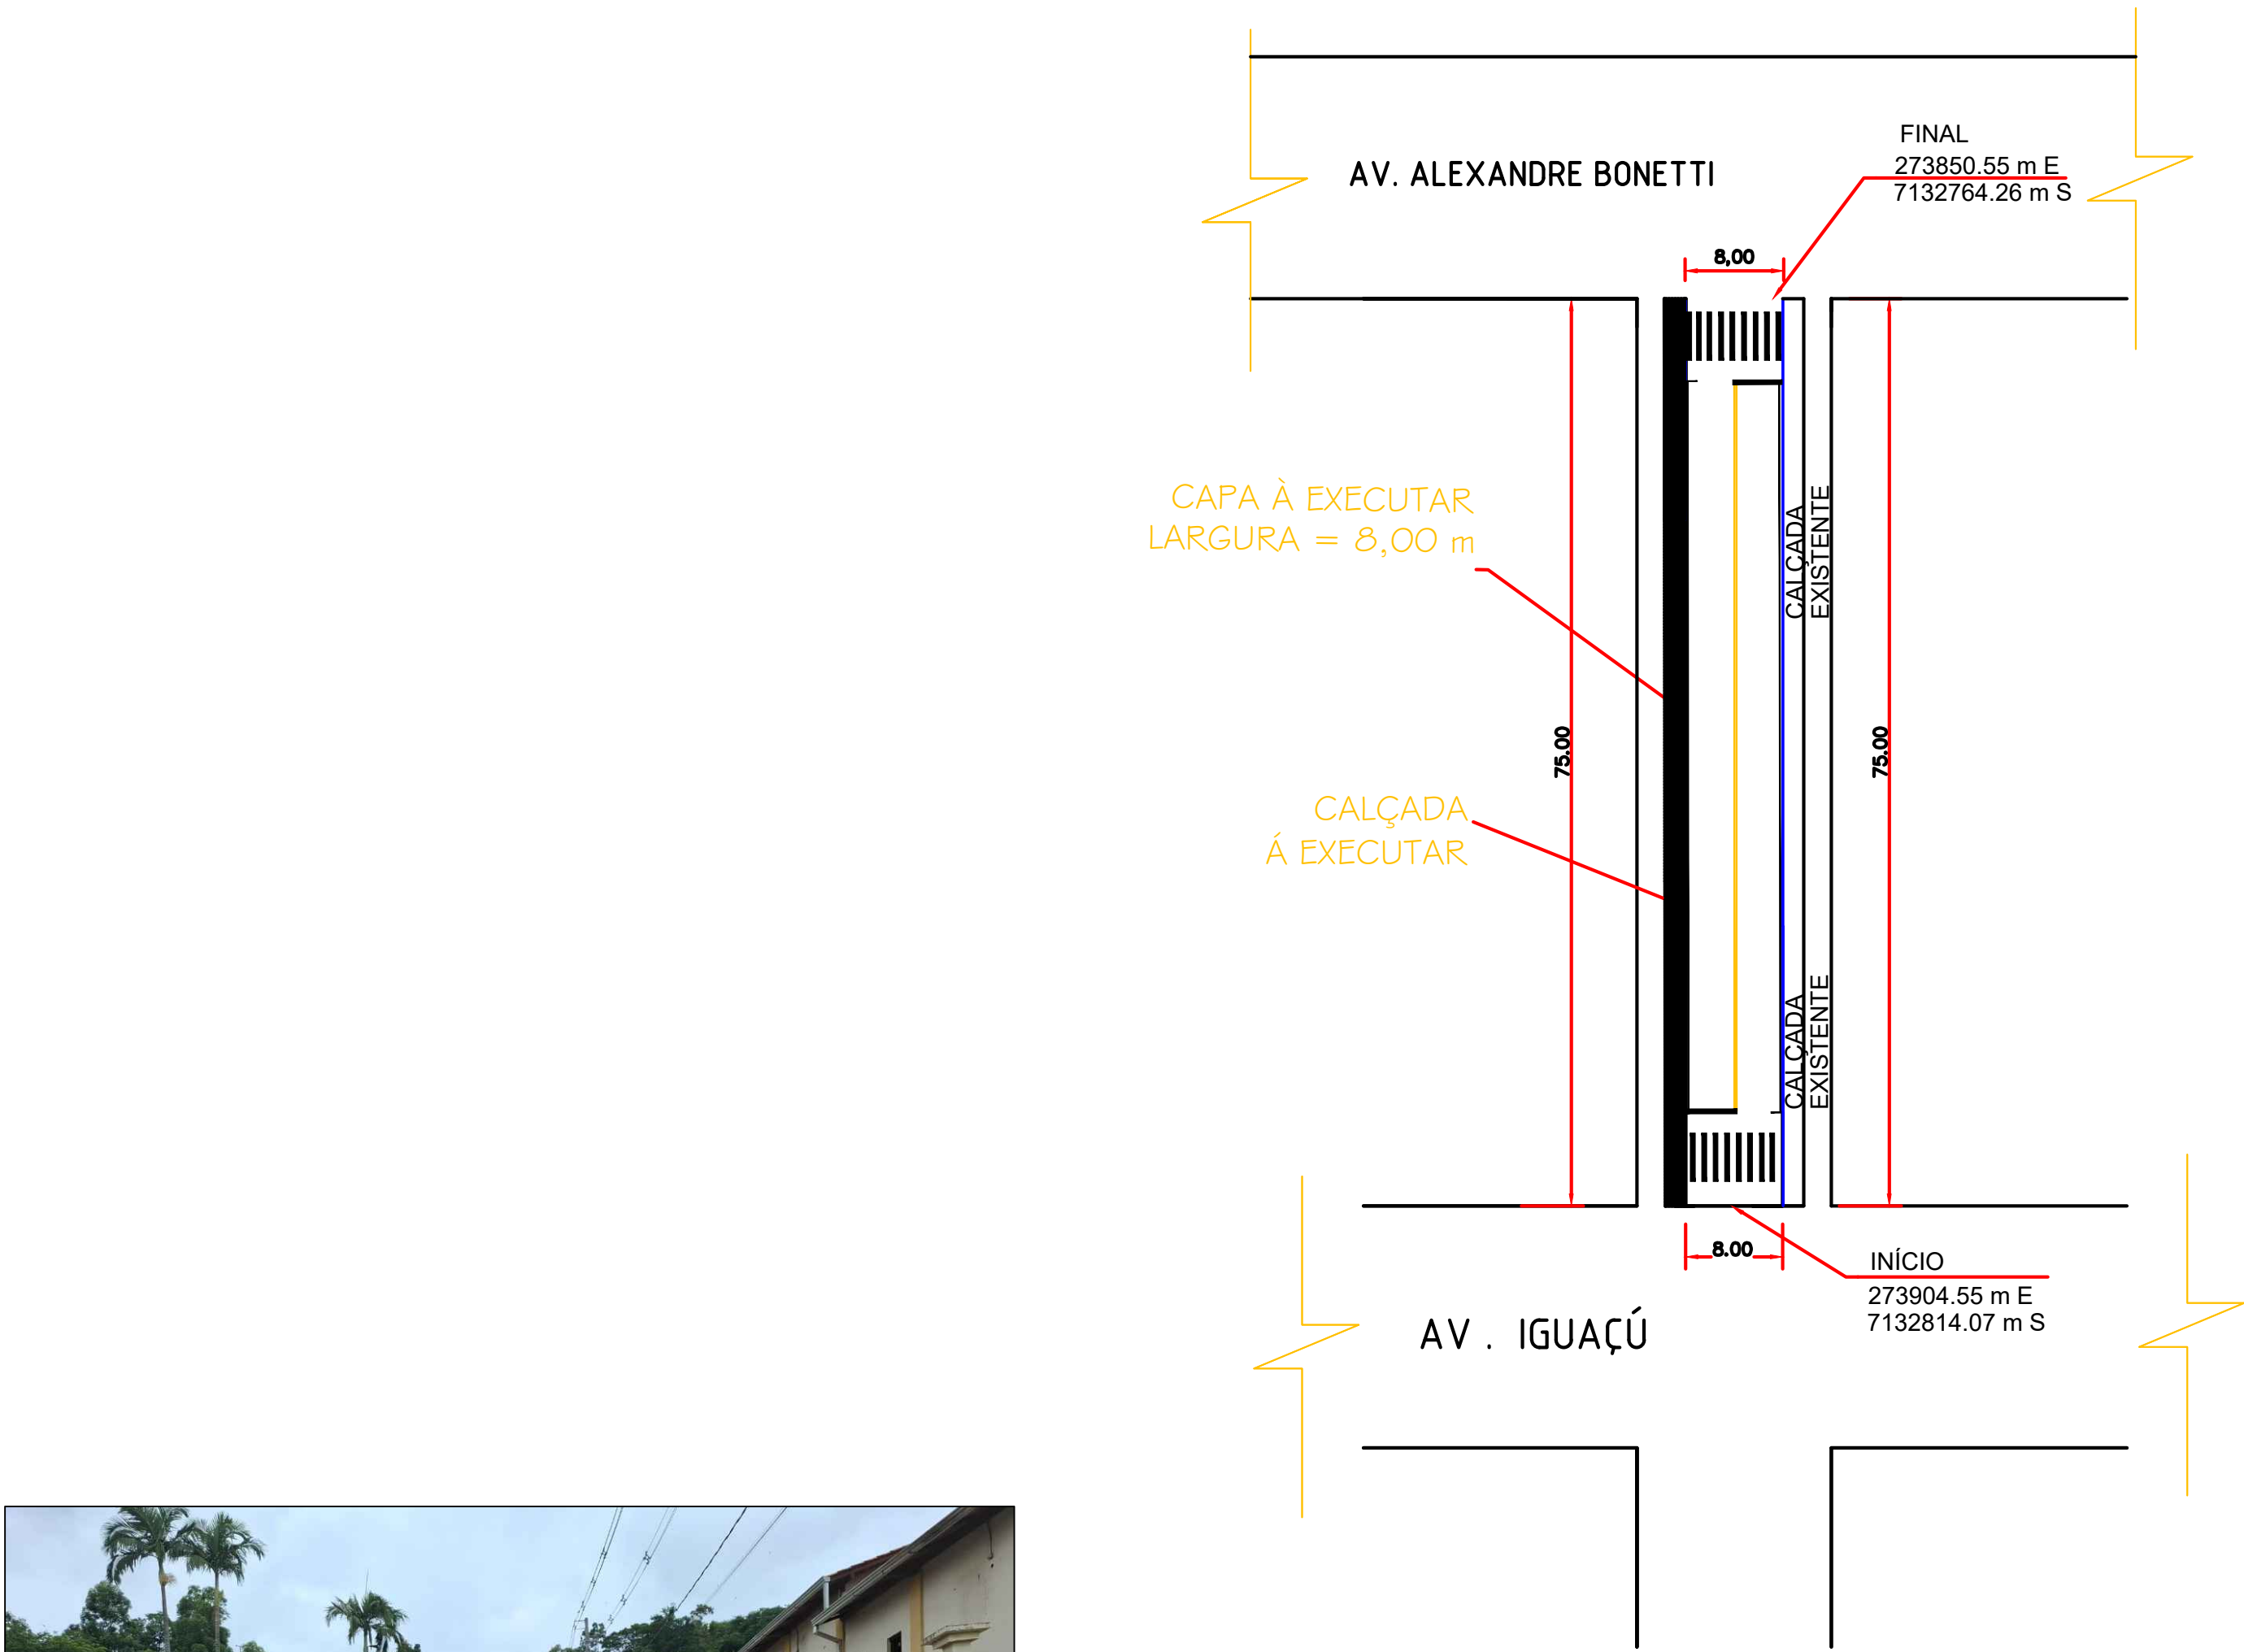 FINAL
273850.55 m E
7132764.26 m S
AV. ALEXANDRE BONETTI
8,00
CAPA À EXECUTAR
LARGURA = 8,00 m
CALÇADA
EXISTENTE
75.00
75.00
CALÇADA
Á EXECUTAR
CALÇADA
EXISTENTE
8.00
INÍCIO
273904.55 m E
7132814.07 m S
AV . IGUAÇÚ